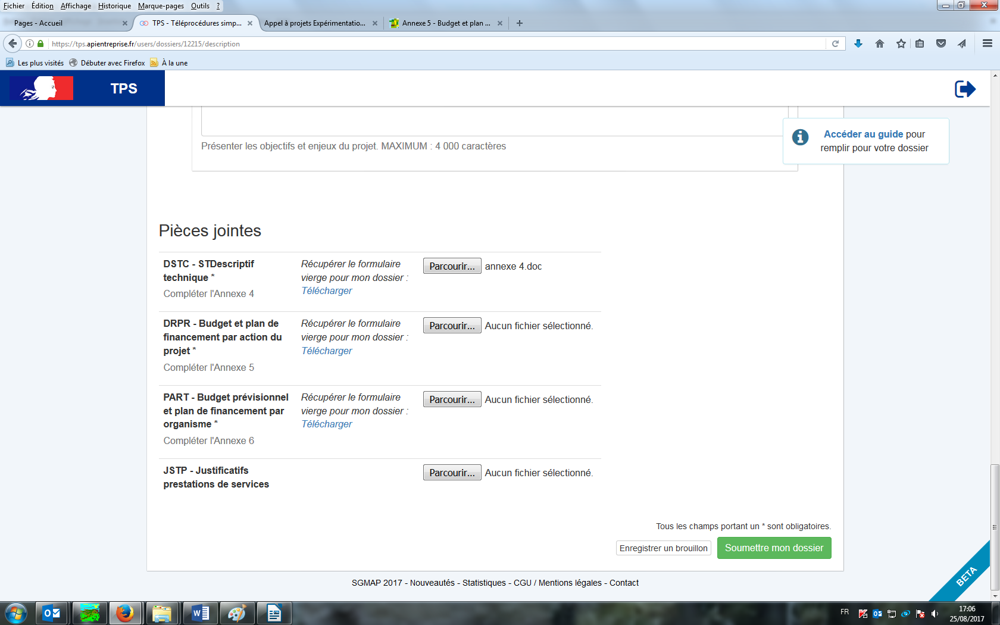 Fichier Édition Affichage Historique Marque-pages Outils ?
Pages - Accueil
TPS - Téléprocédures simp...
Appel à projets Expérimentatio...
Annexe 5 - Budget et plan ...
https://tps.apientreprise.fr/users/dossiers/12215/description
Les plus visités Débuter avec Firefox À la une
TPS
Présenter les objectifs et enjeux du projet. MAXIMUM : 4 000 caractères
Accéder au guide pour
remplir pour votre dossier
Pièces jointes
DSTC - STDescriptif
technique *
Compléter l'Annexe 4
Récupérer le formulaire
vierge pour mon dossier :
Télécharger
Parcourir... annexe 4.doc
DRPR - Budget et plan de
financement par action du
projet *
Compléter l'Annexe 5
Récupérer le formulaire
vierge pour mon dossier :
Télécharger
Parcourir... Aucun fichier sélectionné.
PART - Budget prévisionnel
et plan de financement par
organisme *
Compléter l'Annexe 6
Récupérer le formulaire
vierge pour mon dossier :
Télécharger
Parcourir... Aucun fichier sélectionné.
JSTP - Justificatifs
prestations de services
Parcourir... Aucun fichier sélectionné.
Tous les champs portant un * sont obligatoires.
Enregistrer un brouillon
Soumettre mon dossier
SGMAP 2017 - Nouveautés - Statistiques - CGU / Mentions légales - Contact
BETA
FR
17:06
25/08/2017